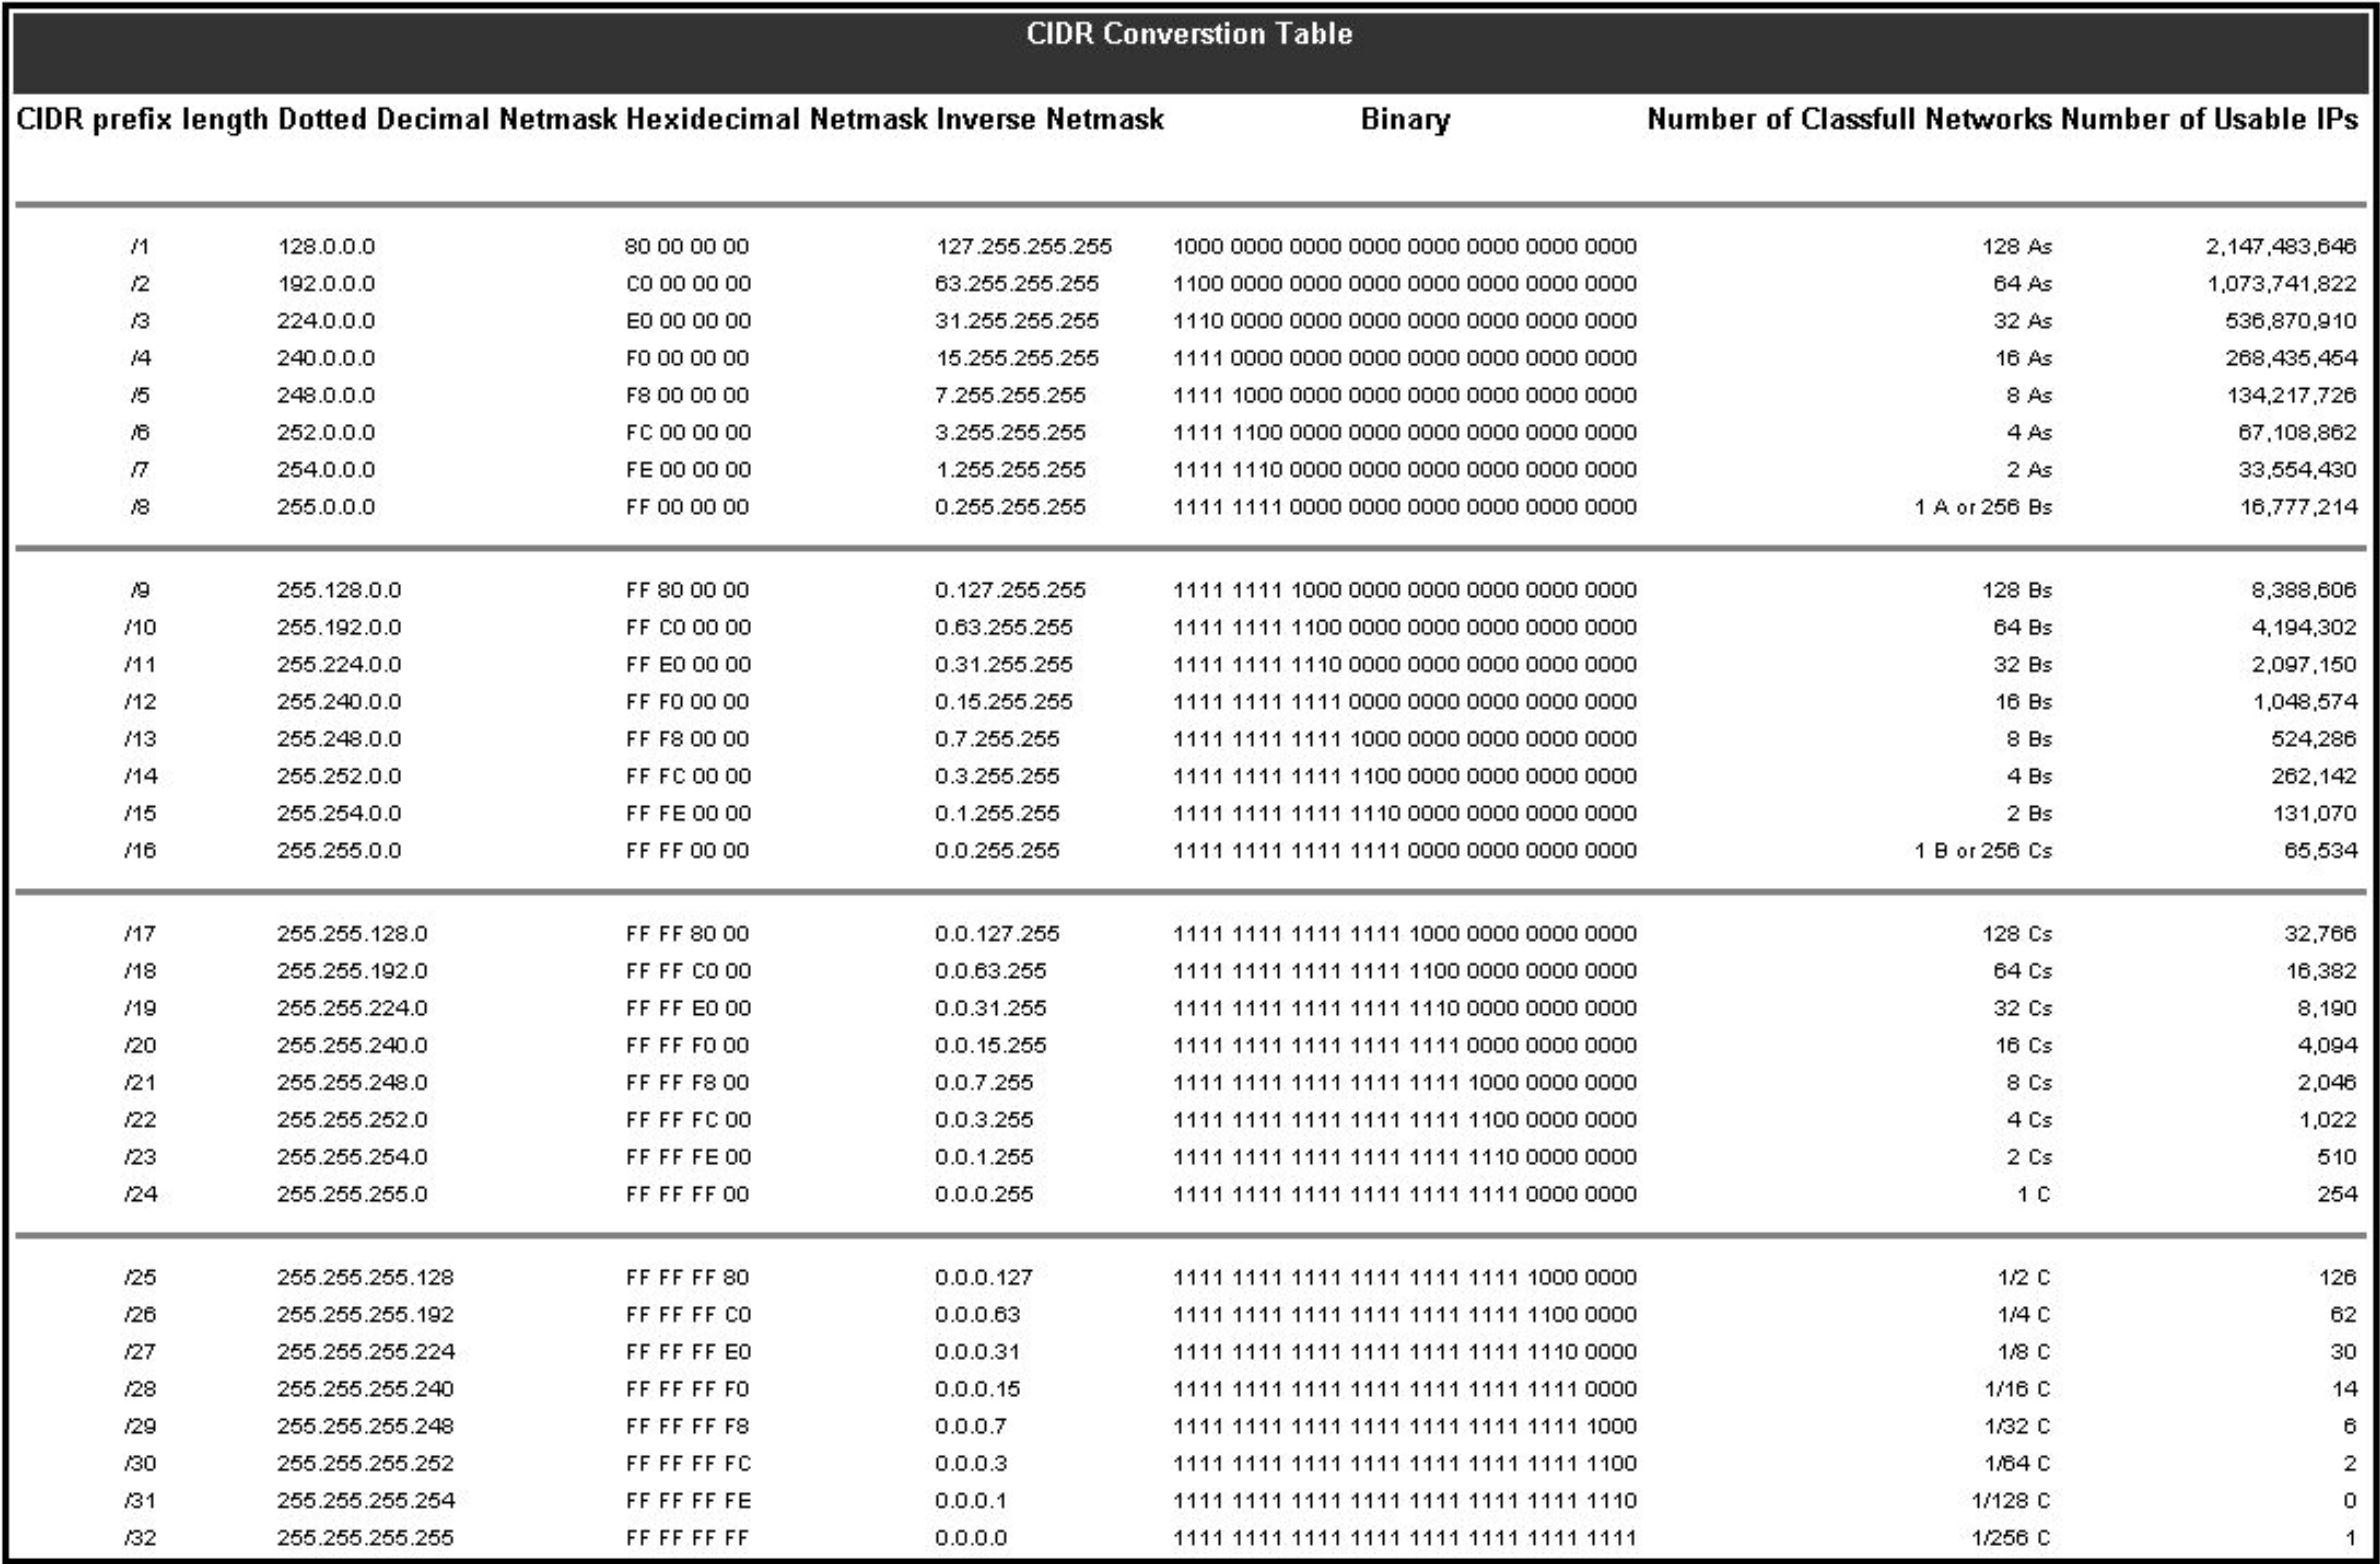 CIDR Converstion Table
CIDR prefix length Dotted Decimal Netmask Hexidecimal Netmask Inverse Netmask Binary Number of Classfull Networks Number of Usable IPs
/1 128.0.0.0 80 00 00 00 127.255.255.255 1000 0000 0000 0000 0000 0000 0000 0000 128 As 2,147,483,646
/2 192.0.0.0 C0 00 00 00 63.255.255.255 1100 0000 0000 0000 0000 0000 0000 0000 64 As 1,073,741,822
/3 224.0.0.0 E0 00 00 00 31.255.255.255 1110 0000 0000 0000 0000 0000 0000 0000 32 As 536,870,910
/4 240.0.0.0 F0 00 00 00 15.255.255.255 1111 0000 0000 0000 0000 0000 0000 0000 16 As 268,435,454
/5 248.0.0.0 F8 00 00 00 7.255.255.255 1111 1000 0000 0000 0000 0000 0000 0000 8 As 134,217,726
/6 252.0.0.0 FC 00 00 00 3.255.255.255 1111 1100 0000 0000 0000 0000 0000 0000 4 As 67,108,862
/7 254.0.0.0 FE 00 00 00 1.255.255.255 1111 1110 0000 0000 0000 0000 0000 0000 2 As 33,554,430
/8 255.0.0.0 FF 00 00 00 0.255.255.255 1111 1111 0000 0000 0000 0000 0000 0000 1 A or 256 Bs 16,777,214
/9 255.128.0.0 FF 80 00 00 0.127.255.255 1111 1111 1000 0000 0000 0000 0000 0000 128 Bs 8,388,606
/10 255.192.0.0 FF C0 00 00 0.63.255.255 1111 1111 1100 0000 0000 0000 0000 0000 64 Bs 4,194,302
/11 255.224.0.0 FF E0 00 00 0.31.255.255 1111 1111 1110 0000 0000 0000 0000 0000 32 Bs 2,097,150
/12 255.240.0.0 FF F0 00 00 0.15.255.255 1111 1111 1111 0000 0000 0000 0000 0000 16 Bs 1,048,574
/13 255.248.0.0 FF F8 00 00 0.7.255.255 1111 1111 1111 1000 0000 0000 0000 0000 8 Bs 524,286
/14 255.252.0.0 FF FC 00 00 0.3.255.255 1111 1111 1111 1100 0000 0000 0000 0000 4 Bs 262,142
/15 255.254.0.0 FF FE 00 00 0.1.255.255 1111 1111 1111 1110 0000 0000 0000 0000 2 Bs 131,070
/16 255.255.0.0 FF FF 00 00 0.0.255.255 1111 1111 1111 1111 0000 0000 0000 0000 1 B or 256 Cs 65,534
/17 255.255.128.0 FF FF 80 00 0.0.127.255 1111 1111 1111 1111 1000 0000 0000 0000 128 Cs 32,766
/18 255.255.192.0 FF FF C0 00 0.0.63.255 1111 1111 1111 1111 1100 0000 0000 0000 64 Cs 16,382
/19 255.255.224.0 FF FF E0 00 0.0.31.255 1111 1111 1111 1111 1110 0000 0000 0000 32 Cs 8,190
/20 255.255.240.0 FF FF F0 00 0.0.15.255 1111 1111 1111 1111 1111 0000 0000 0000 16 Cs 4,094
/21 255.255.248.0 FF FF F8 00 0.0.7.255 1111 1111 1111 1111 1111 1000 0000 0000 8 Cs 2,046
/22 255.255.252.0 FF FF FC 00 0.0.3.255 1111 1111 1111 1111 1111 1100 0000 0000 4 Cs 1,022
/23 255.255.254.0 FF FF FE 00 0.0.1.255 1111 1111 1111 1111 1111 1110 0000 0000 2 Cs 510
/24 255.255.255.0 FF FF FF 00 0.0.0.255 1111 1111 1111 1111 1111 1111 0000 0000 1 C 254
/25 255.255.255.128 FF FF FF 80 0.0.0.127 1111 1111 1111 1111 1111 1111 1000 0000 1/2 C 126
/26 255.255.255.192 FF FF FF C0 0.0.0.63 1111 1111 1111 1111 1111 1111 1100 0000 1/4 C 62
/27 255.255.255.224 FF FF FF E0 0.0.0.31 1111 1111 1111 1111 1111 1111 1110 0000 1/8 C 30
/28 255.255.255.240 FF FF FF F0 0.0.0.15 1111 1111 1111 1111 1111 1111 1111 0000 1/16 C 14
/29 255.255.255.248 FF FF FF F8 0.0.0.7 1111 1111 1111 1111 1111 1111 1111 1000 1/32 C 6
/30 255.255.255.252 FF FF FF FC 0.0.0.3 1111 1111 1111 1111 1111 1111 1111 1100 1/64 C 2
/31 255.255.255.254 FF FF FF FE 0.0.0.1 1111 1111 1111 1111 1111 1111 1111 1110 1/128 C 0
/32 255.255.255.255 FF FF FF FF 0.0.0.0 1111 1111 1111 1111 1111 1111 1111 1111 1/256 C 1